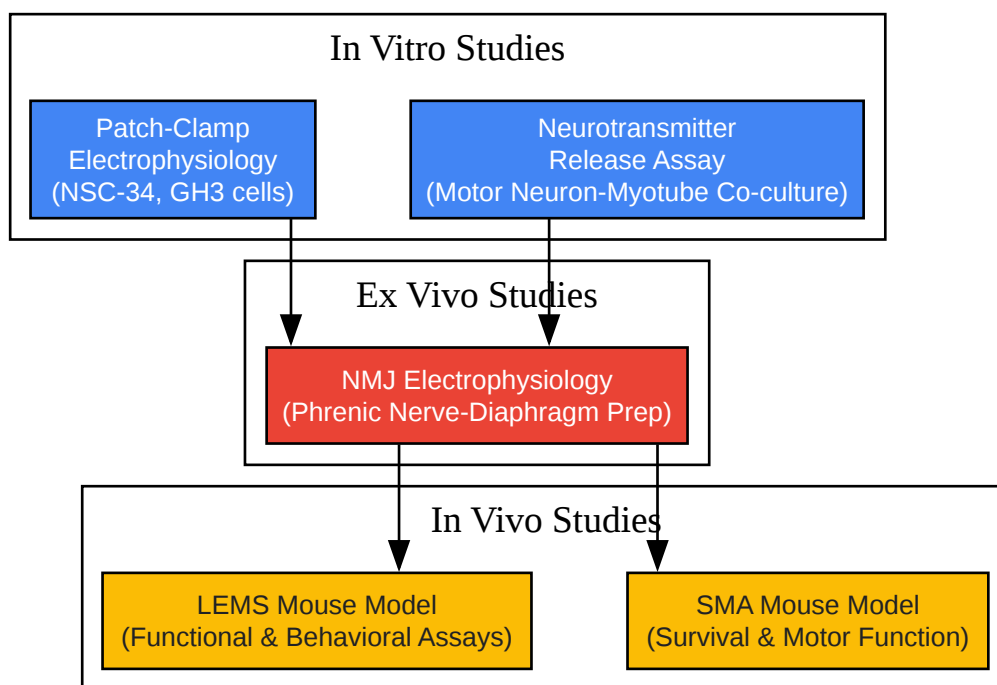 In Vitro Studies
Patch-Clamp
Electrophysiology
(NSC-34, GH3 cells)
Neurotransmitter
Release Assay
(Motor Neuron-Myotube Co-culture)
Ex Vivo Studies
NMJ Electrophysiology
(Phrenic Nerve-Diaphragm Prep)
In Vivo Studies
LEMS Mouse Model
(Functional & Behavioral Assays)
SMA Mouse Model
(Survival & Motor Function)